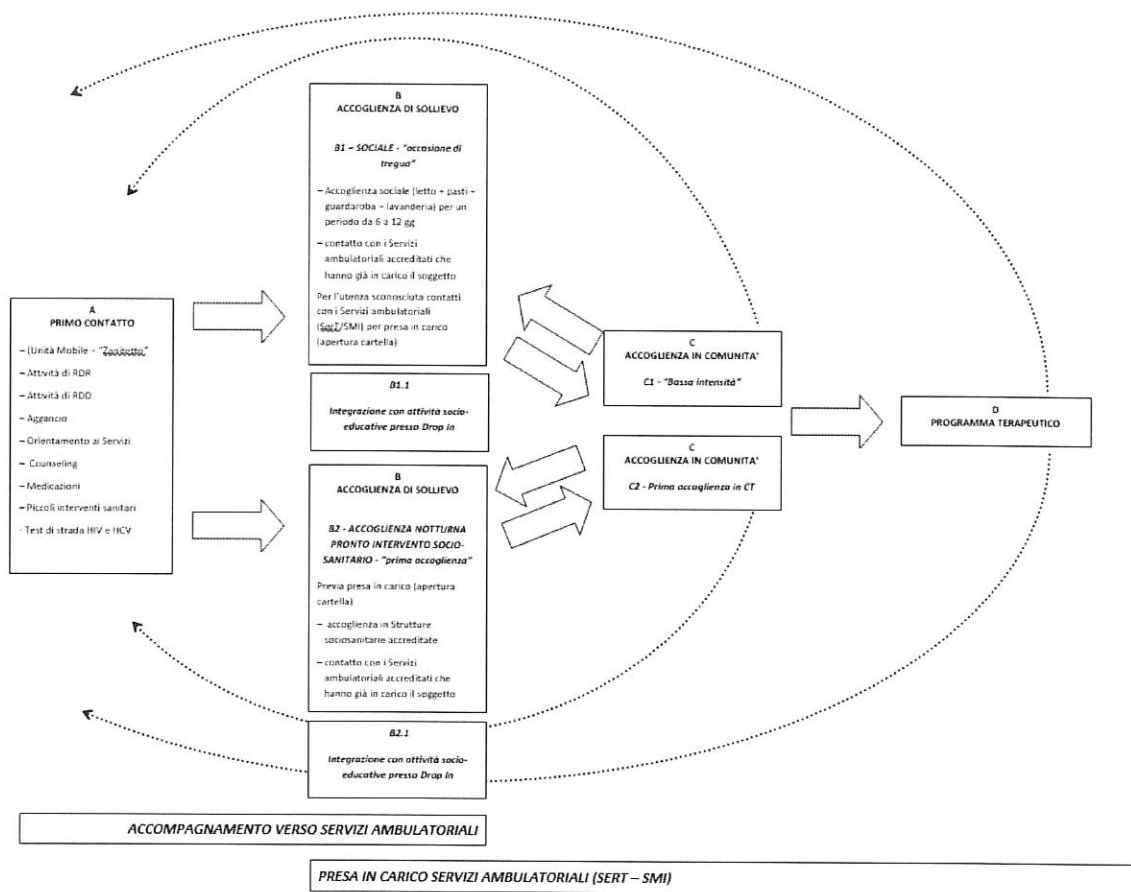 A
PRIMO CONTATTO
– (Unità Mobile - "Zanitetto"
– Attività di RDR
– Attività di RDD
– Aggancio
– Orientamento ai Servizi
– Counseling
– Medicazioni
– Piccoli interventi sanitari
- Test di strada HIV e HCV
B
ACCOGLIENZA DI SOLLIEVO
B1 – SOCIALE - "occasione di
tregua"
– Accoglienza sociale (letto + pasti +
guardaroba + lavanderia) per un
periodo da 6 a 12 gg
– contatto con i Servizi
ambulatoriali accreditati che
hanno già in carico il soggetto
Per l'utenza sconosciuta contatti
con i Servizi ambulatoriali
(SerT/SMI) per presa in carico
(apertura cartella)
B1.1
Integrazione con attività socio-
educative presso Drop In
B
ACCOGLIENZA DI SOLLIEVO
B2 - ACCOGLIENZA NOTTURNA
PRONTO INTERVENTO SOCIO-
SANITARIO - "prima accoglienza"
Previa presa in carico (apertura
cartella)
– accoglienza in Strutture
sociosanitarie accreditate
– contatto con i Servizi
ambulatoriali accreditati che
hanno già in carico il soggetto
B2.1
Integrazione con attività socio-
educative presso Drop In
C
ACCOGLIENZA IN COMUNITA'
C1 - "Bassa intensità"
C
ACCOGLIENZA IN COMUNITA'
C2 - Prima accoglienza in CT
D
PROGRAMMA TERAPEUTICO
ACCOMPAGNAMENTO VERSO SERVIZI AMBULATORIALI
PRESA IN CARICO SERVIZI AMBULATORIALI (SERT – SMI)